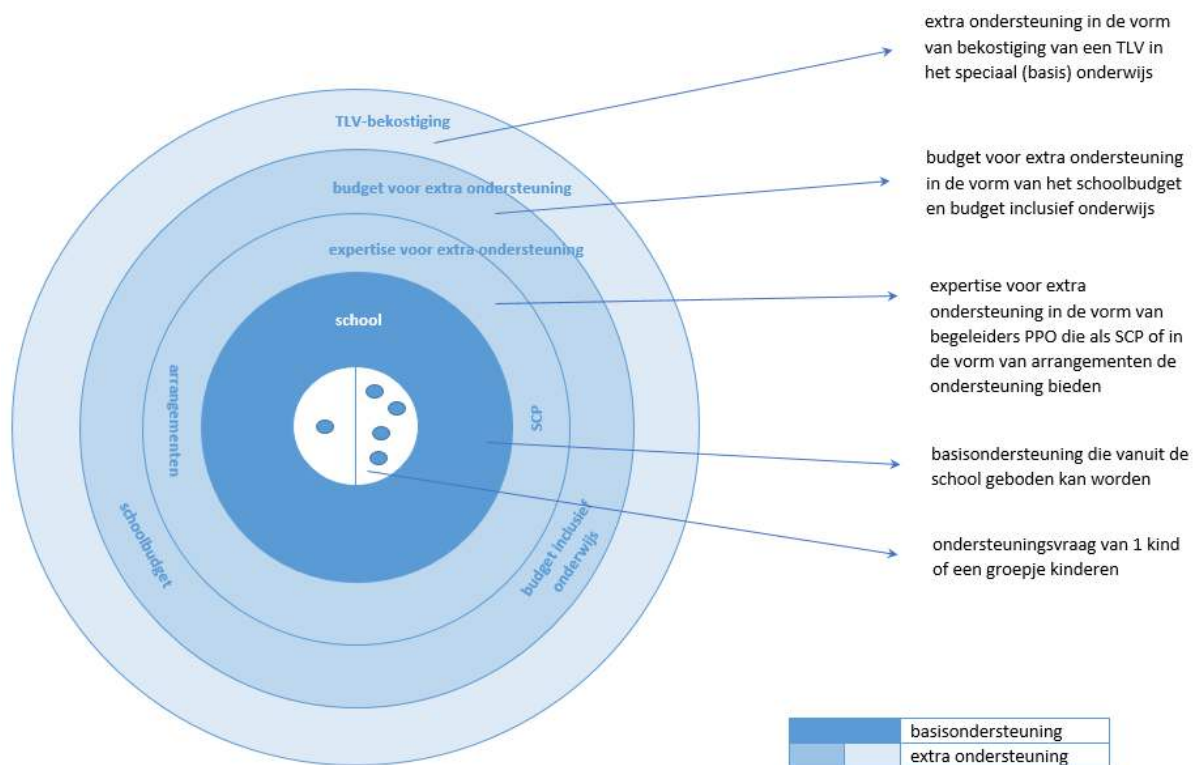 TLV-bekostiging
budget voor extra ondersteuning
expertise voor extra ondersteuning
school
arrangementen
SCP
schoolbudget
budget inclusief
onderwijs
extra ondersteuning in de vorm
van bekostiging van een TLV in
het speciaal (basis) onderwijs
budget voor extra ondersteuning
in de vorm van het schoolbudget
en budget inclusief onderwijs
expertise voor extra
ondersteuning in de vorm van
begeleiders PPO die als SCP of in
de vorm van arrangementen de
ondersteuning bieden
basisondersteuning die vanuit de
school geboden kan worden
ondersteuningsvraag van 1 kind
of een groepje kinderen
basisondersteuning
extra ondersteuning